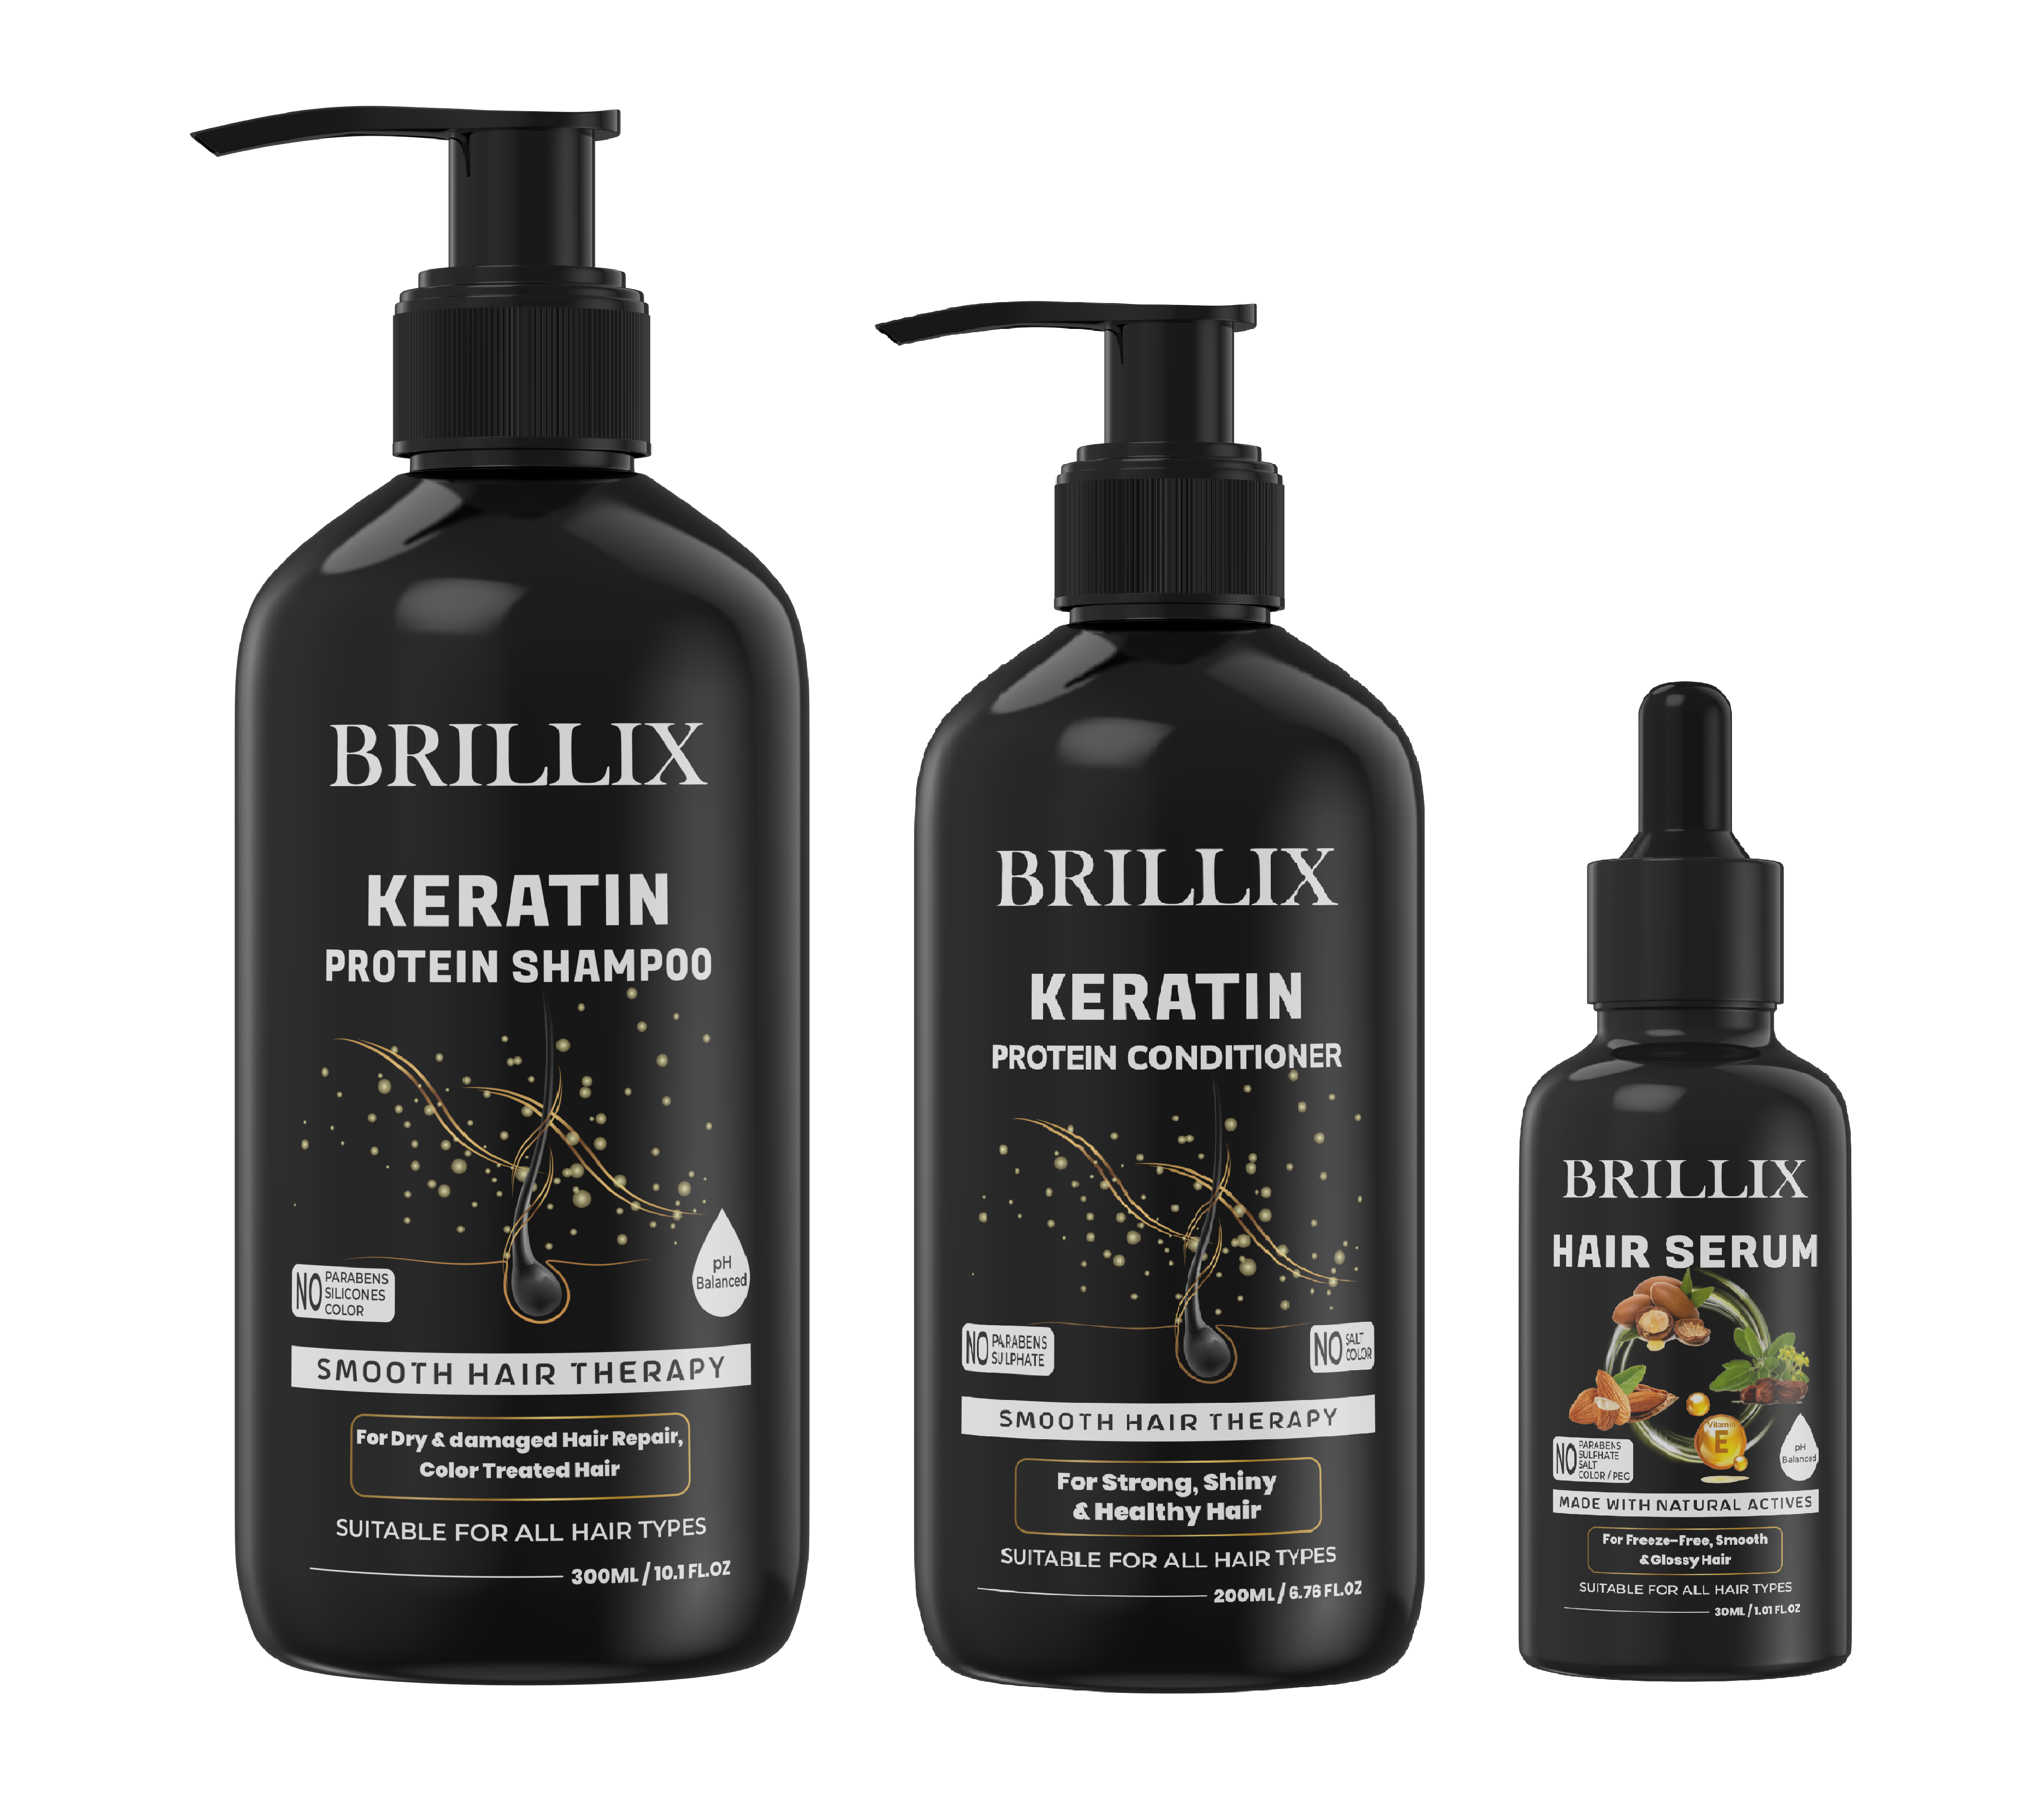 BRILLIX
KERATIN
PROTEIN SHAMPOO
NO PARABENS
SILICONES
COLOR
pH
Balanced
SMOOTH HAIR THERAPY
For Dry & damaged Hair Repair,
Color Treated Hair
SUITABLE FOR ALL HAIR TYPES
300ML / 10.1 FL.OZ
BRILLIX
KERATIN
PROTEIN CONDITIONER
NO PARABENS
SULPHATE
NO SALT
COLOR
SMOOTH HAIR THERAPY
For Strong, Shiny
& Healthy Hair
SUITABLE FOR ALL HAIR TYPES
200ML / 6.76 FL.OZ
BRILLIX
HAIR SERUM
Vitamin
E
NO PARABENS
SULPHATE
SALT
COLOR / PEG
pH
Balanced
MADE WITH NATURAL ACTIVES
For Freeze-Free, Smooth
&Glossy Hair
SUITABLE FOR ALL HAIR TYPES
30ML / 1.01 FL.OZ